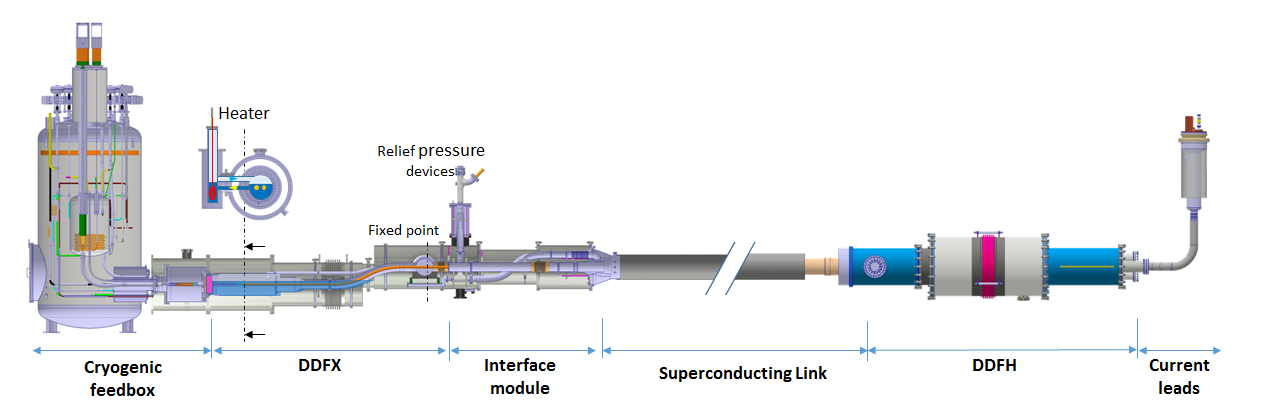 Heater
Relief pressure
devices
Fixed point
Cryogenic
feedbox
DDFX
Interface
module
Superconducting Link
DDFH
Current
leads